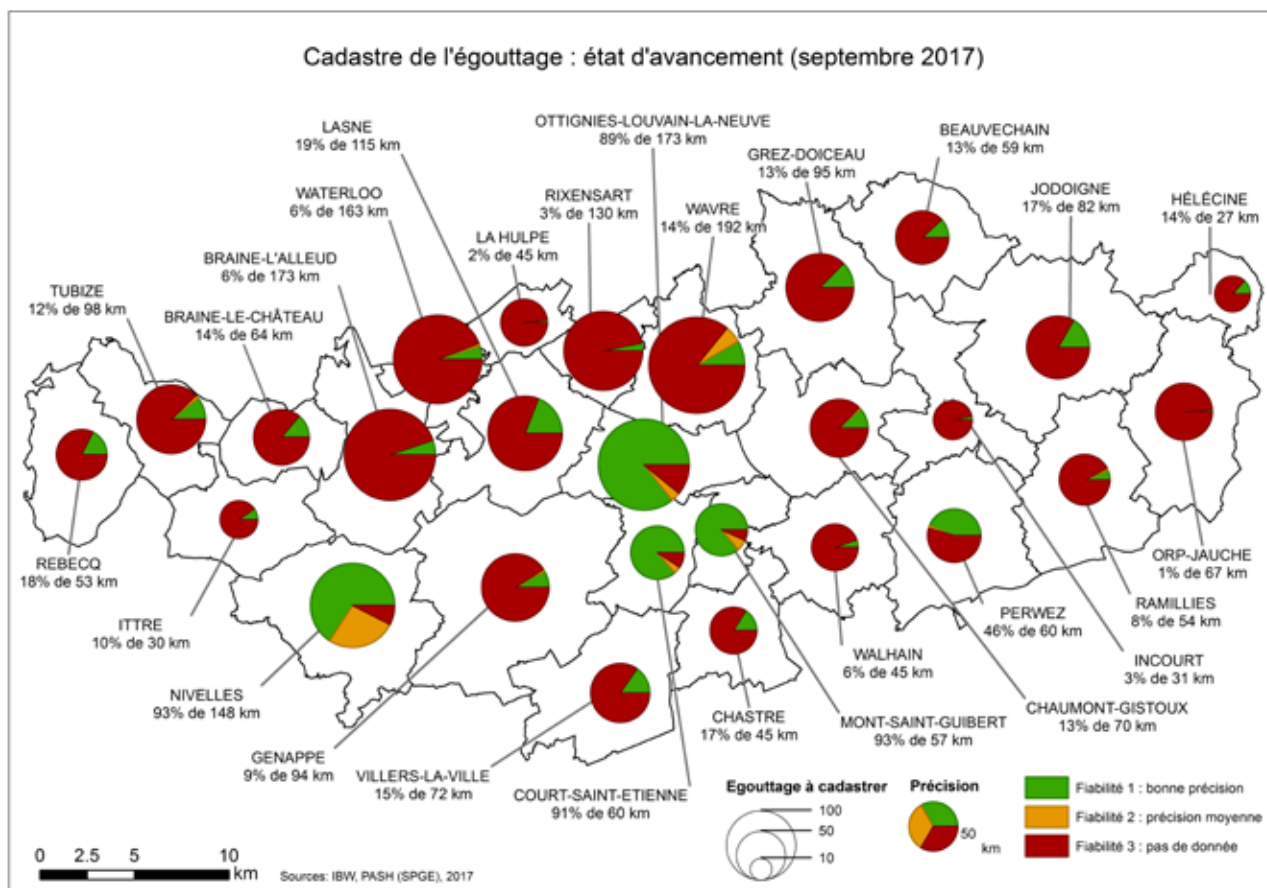 Cadastre de l'égouttage : état d'avancement (septembre 2017)
OTTIGNIES-LOUVAIN-LA-NEUVE
89% de 173 km
LASNE
19% de 115 km
BEAUVECHAIN
13% de 59 km
GREZ-DOICEAU
13% de 95 km
WATERLOO
6% de 163 km
RIXENSART
3% de 130 km
JODOIGNE
17% de 82 km
HÉLÉCINE
14% de 27 km
WAVRE
14% de 192 km
LA HULPE
2% de 45 km
BRAINE-L'ALLEUD
6% de 173 km
TUBIZE
12% de 98 km
BRAINE-LE-CHÂTEAU
14% de 64 km
REBECQ
18% de 53 km
ORP-JAUCHE
1% de 67 km
ITTRE
10% de 30 km
RAMILLIES
8% de 54 km
PERWEZ
46% de 60 km
WALHAIN
6% de 45 km
INCOURT
3% de 31 km
NIVELLES
93% de 148 km
CHAUMONT-GISTOUX
13% de 70 km
CHASTRE
17% de 45 km
MONT-SAINT-GUIBERT
93% de 57 km
GENAPPE
9% de 94 km
VILLERS-LA-VILLE
15% de 72 km
COURT-SAINT-ETIENNE
91% de 60 km
Egouttage à cadastrer
100
50
10
Précision
50
km
Fiabilité 1 : bonne précision
Fiabilité 2 : précision moyenne
Fiabilité 3 : pas de donnée
0 2.5 5 10
km
Sources: IBW, PASH (SPGE), 2017